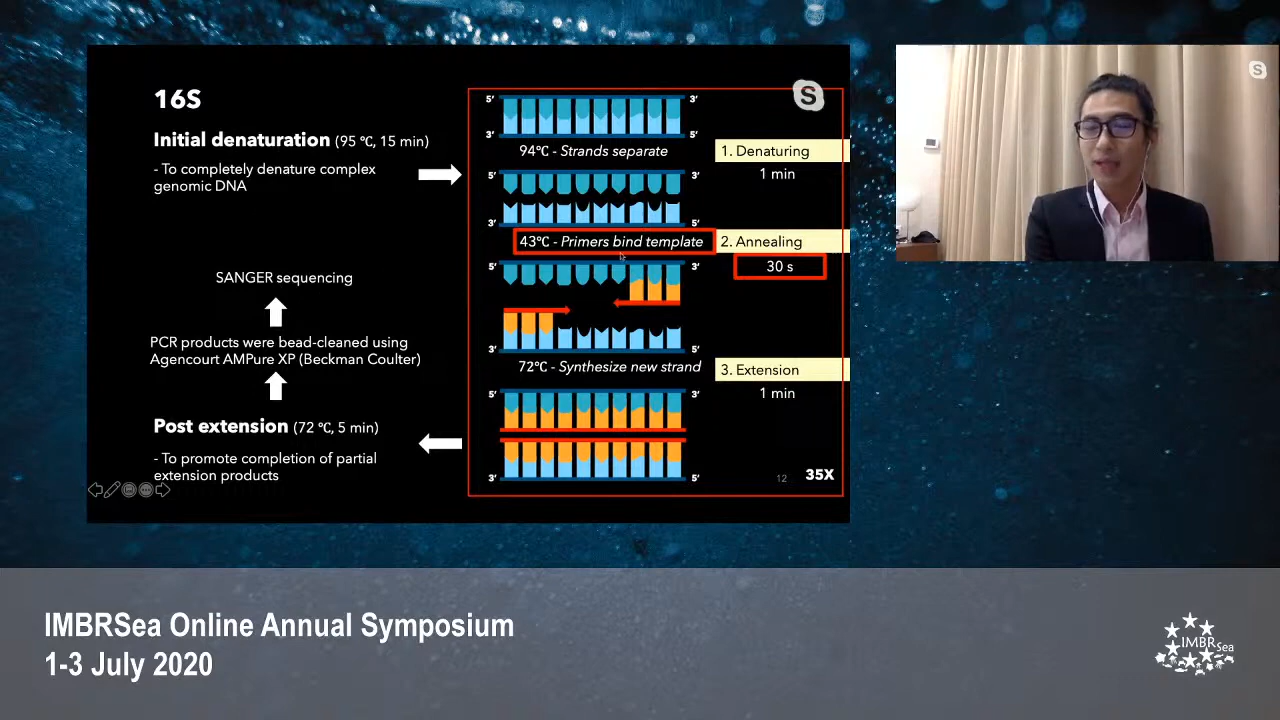 16S
Initial denaturation (95 ℃, 15 min)
- To completely denature complex
genomic DNA
SANGER sequencing
PCR products were bead-cleaned using
Agencourt AMPure XP (Beckman Coulter)
Post extension (72 ℃, 5 min)
- To promote completion of partial
extension products
S
5′ 3′
3′ 5′
94℃ - Strands separate
1. Denaturing
1 min
5′ 3′
3′ 5′
43℃ - Primers bind template
2. Annealing
30 s
5′ 3′
3′ 5′
72℃ - Synthesize new strand
3. Extension
1 min
5′ 3′
3′ 5′
12
35X
S
IMBRSea Online Annual Symposium
1-3 July 2020
IMBRSea